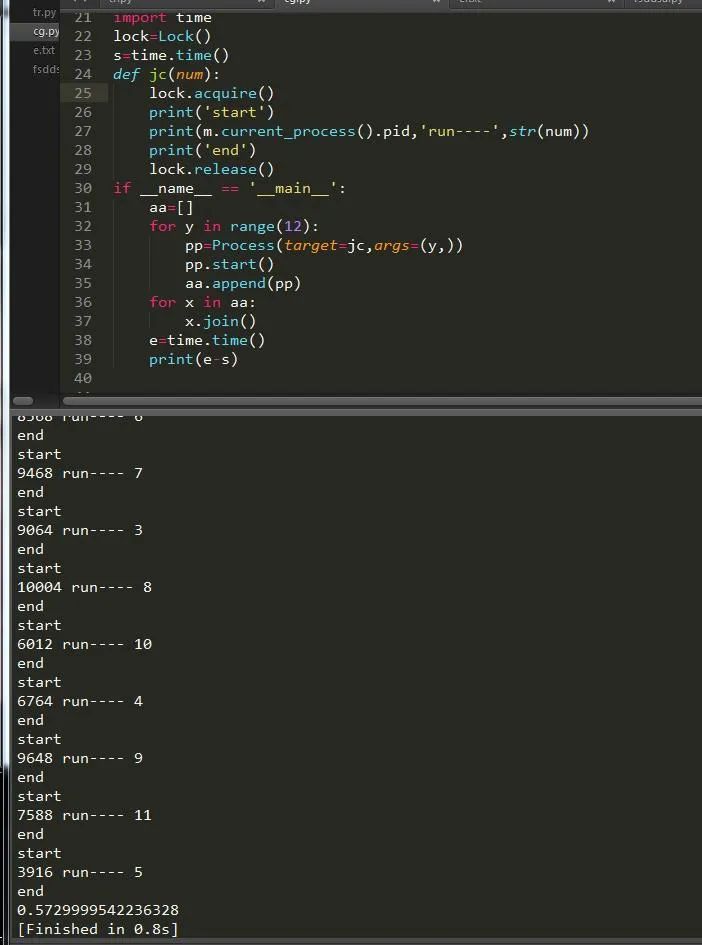 tr.py
cg.py
e.txt
fsdds
21 import time
22 lock=Lock()
23 s=time.time()
24 def jc(num):
25 lock.acquire()
26 print('start')
27 print(m.current_process().pid,'run----',str(num))
28 print('end')
29 lock.release()
30 if __name__ == '__main__':
31 aa=[]
32 for y in range(12):
33 pp=Process(target=jc,args=(y,))
34 pp.start()
35 aa.append(pp)
36 for x in aa:
37 x.join()
38 e=time.time()
39 print(e-s)
40
8568 run---- 6
end
start
9468 run---- 7
end
start
9064 run---- 3
end
start
10004 run---- 8
end
start
6012 run---- 10
end
start
6764 run---- 4
end
start
9648 run---- 9
end
start
7588 run---- 11
end
start
3916 run---- 5
end
0.5729999542236328
[Finished in 0.8s]